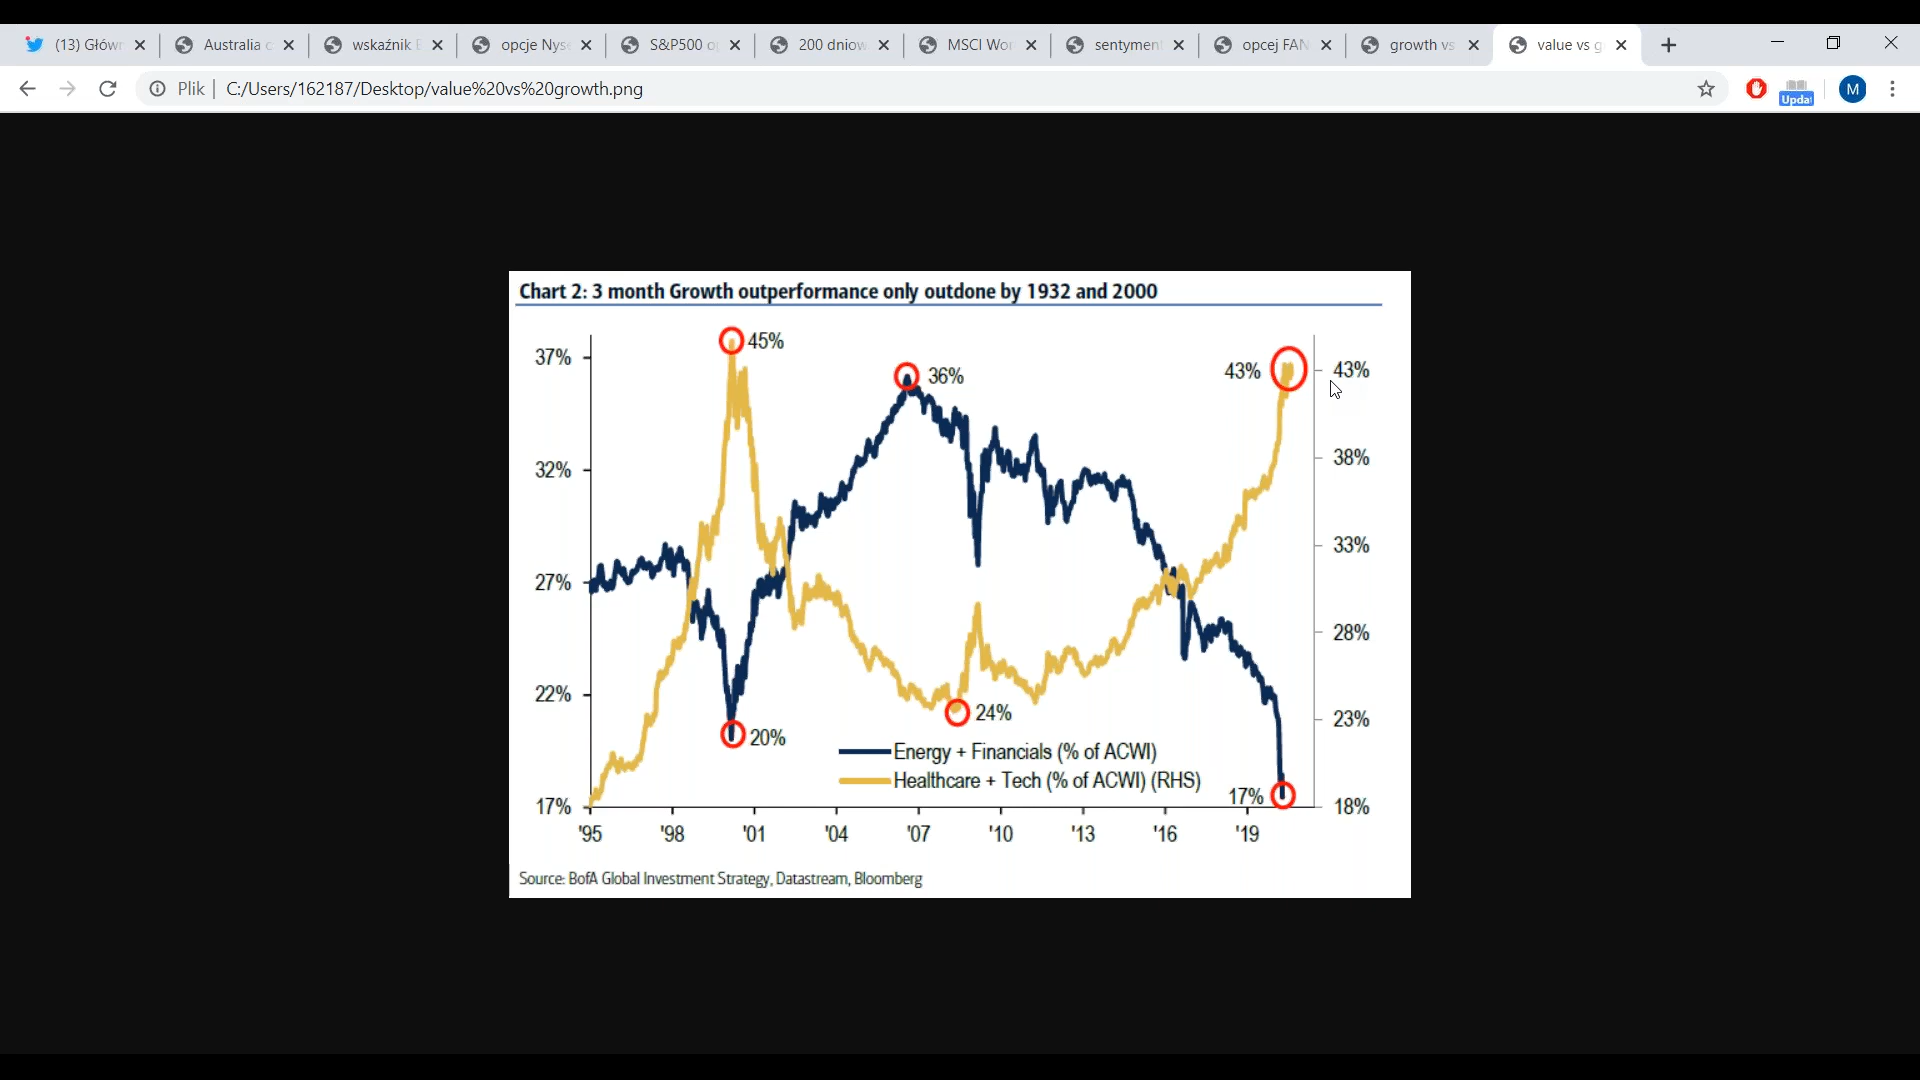 (13) Główn
Australia c
wskaźnik E
opcje Nyse
S&P500 o
200 dniow
MSCI Wor
sentyment
opcej FAN
growth vs
value vs g
Plik
C:/Users/162187/Desktop/value%20vs%20growth.png
Updat
M
Chart 2: 3 month Growth outperformance only outdone by 1932 and 2000
45%
37%
36%
43%
43%
32%
38%
33%
27%
28%
22%
24%
23%
20%
Energy + Financials (% of ACWI)
Healthcare + Tech (% of ACWI) (RHS)
17%
17%
18%
'95
'98
'01
'04
'07
'10
'13
'16
'19
Source: BofA Global Investment Strategy, Datastream, Bloomberg